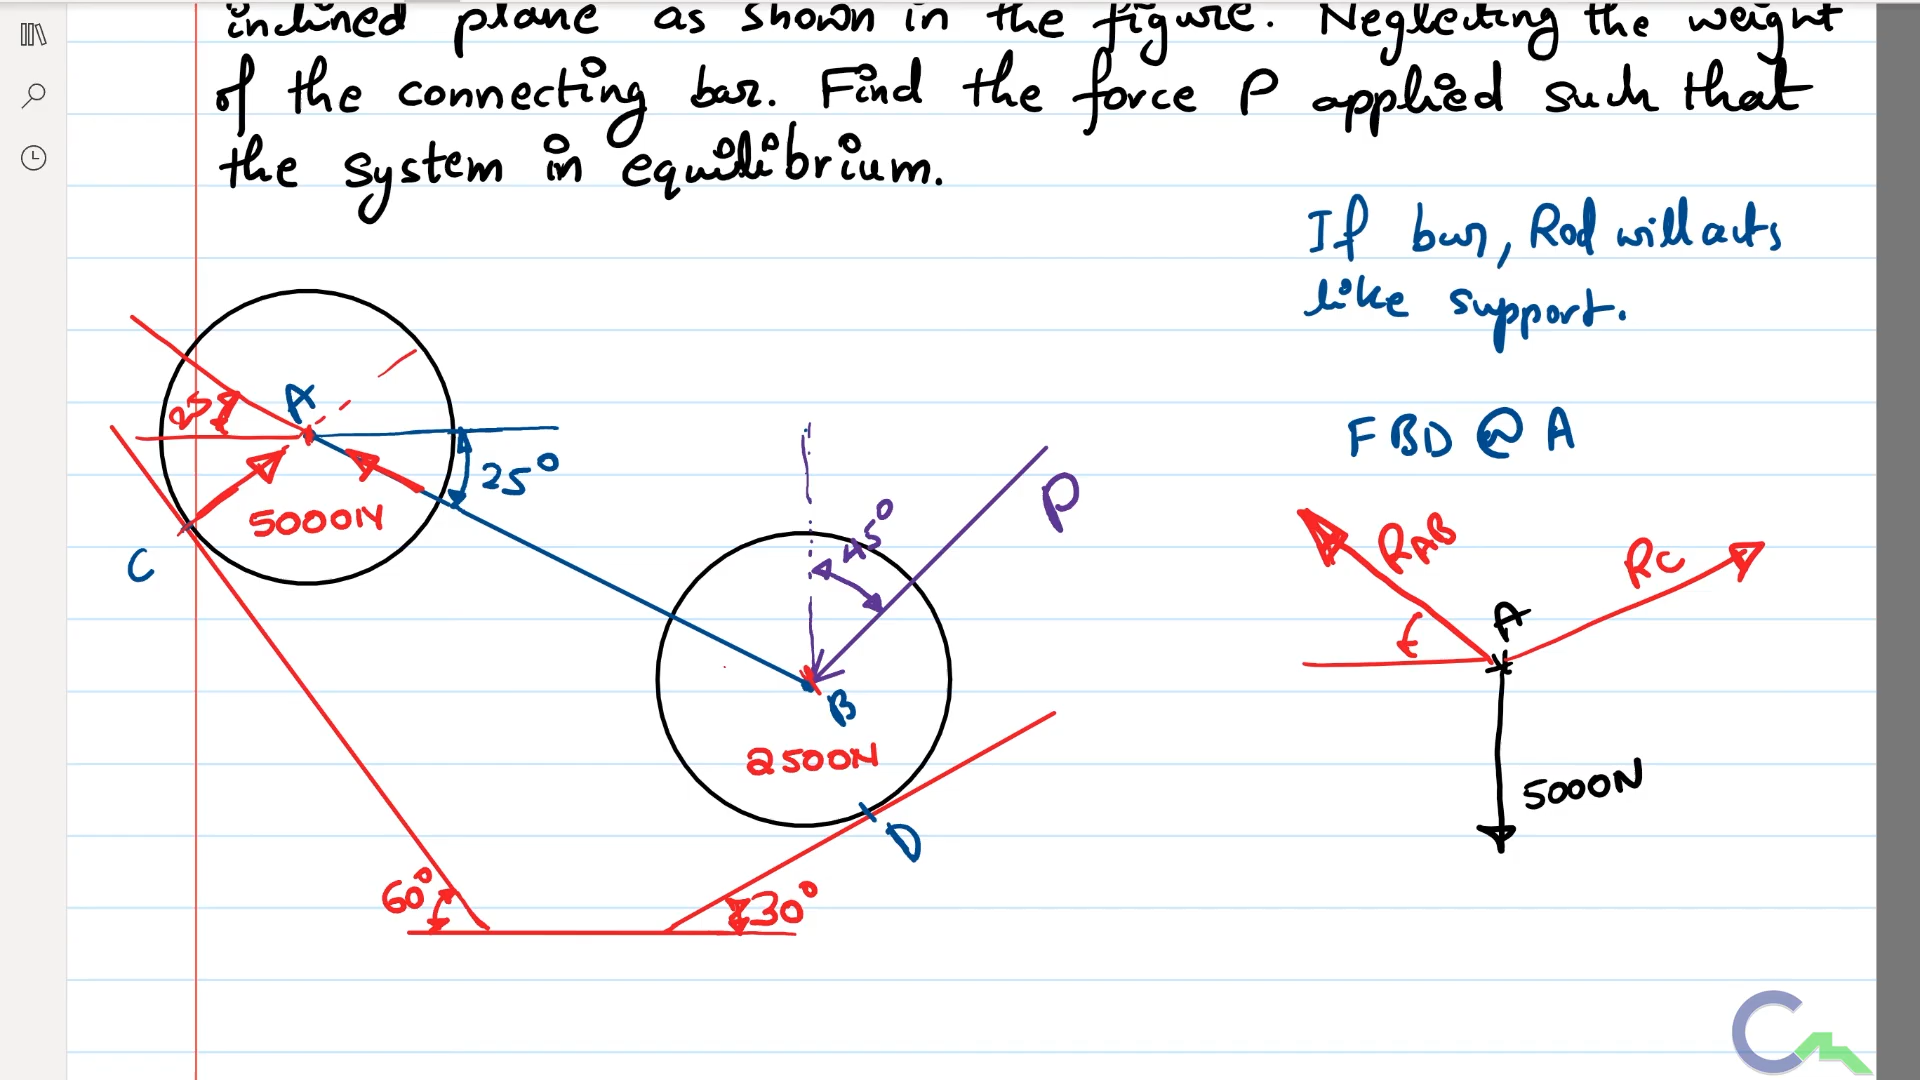 inclined plane as shown in the figure. Neglecting the weight
of the connecting bar. Find the force P applied such that
the system in equilibrium.
If bar, Rod will acts
like support.
A
25°
25
5000N
C
45°
P
B
2500N
D
60°
30°
FBD @ A
RAB
RC
A
5000N